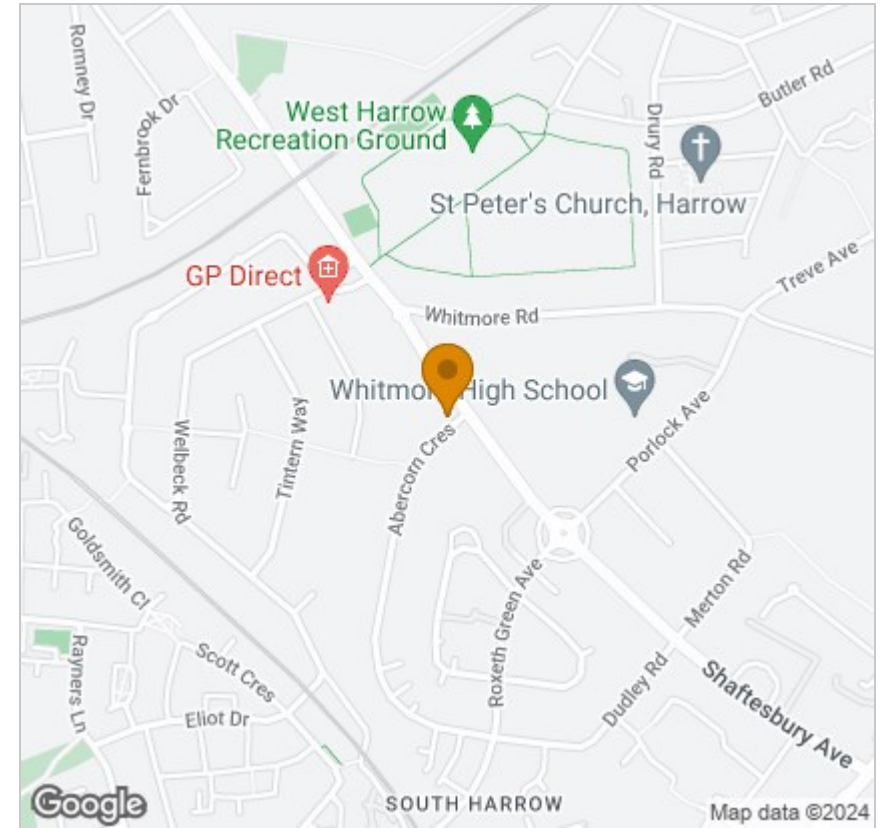 Romney Dr
Fernbrook Dr
West Harrow
Recreation Ground
Drury Rd
Butler Rd
St Peter's Church, Harrow
GP Direct
Treve Ave
Whitmore Rd
Whitmore High School
Welbeck Rd
Tintern Way
Abercorn Cres
Porlock Ave
Goldsmith Cl
Merton Rd
Roxeth Green Ave
Rayners Ln
Scott Cres
Dudley Rd
Shaftesbury Ave
Eliot Dr
SOUTH HARROW
Google
Map data ©2024